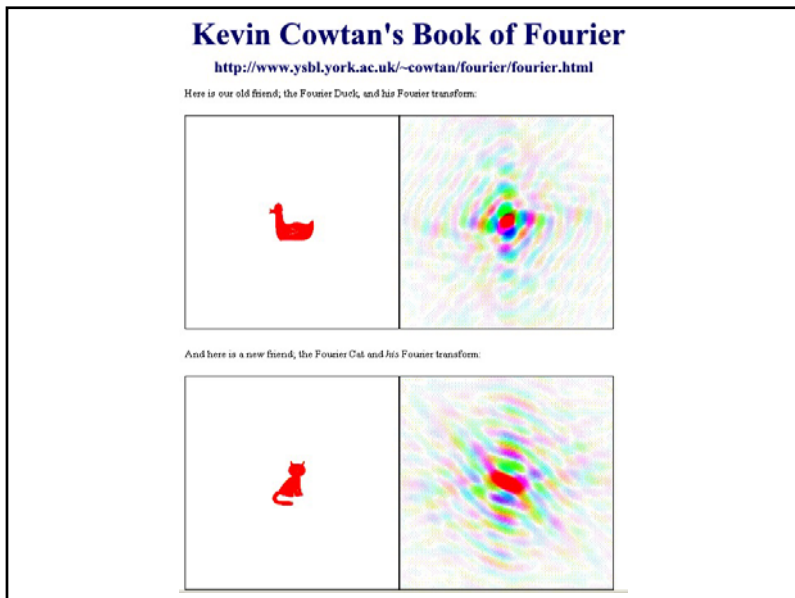 Kevin Cowtan's Book of Fourier
http://www.ysbl.york.ac.uk/~cowtan/fourier/fourier.html
Here is our old friend; the Fourier Duck, and his Fourier transform:
And here is a new friend; the Fourier Cat and his Fourier transform: